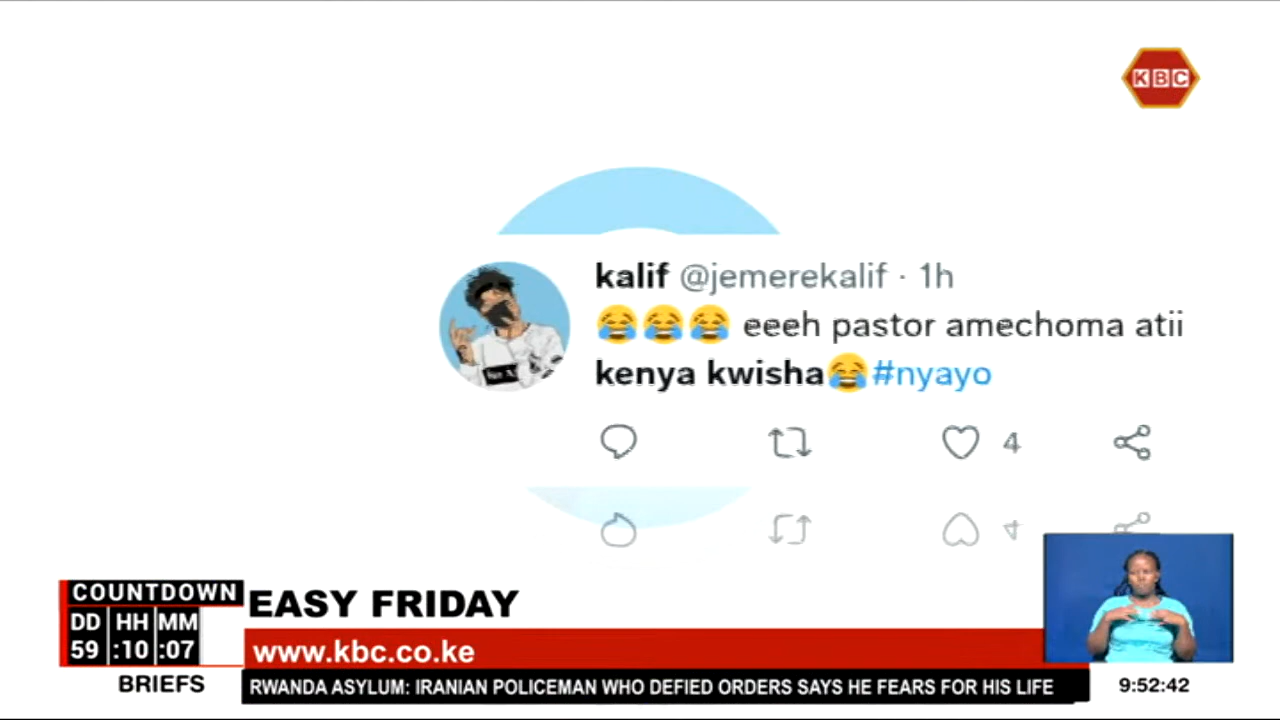 KBC
kalif @jemerekalif · 1h
😂😂😂 eeeh pastor amechoma atii
kenya kwisha😂#nyayo
4
4
COUNTDOWN
DD HH MM
59 :10 :07
EASY FRIDAY
www.kbc.co.ke
BRIEFS
RWANDA ASYLUM: IRANIAN POLICEMAN WHO DEFIED ORDERS SAYS HE FEARS FOR HIS LIFE
9:52:42